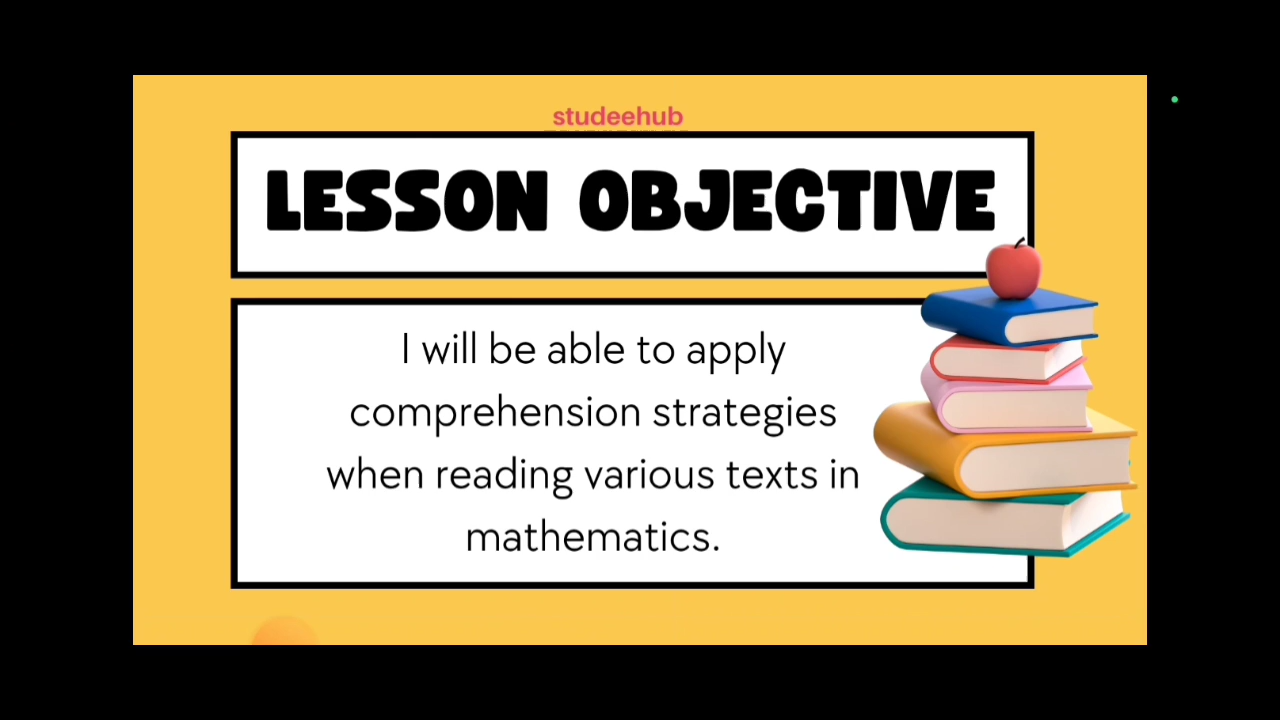 studeehub
LESSON OBJECTIVE
I will be able to apply
comprehension strategies
when reading various texts in
mathematics.